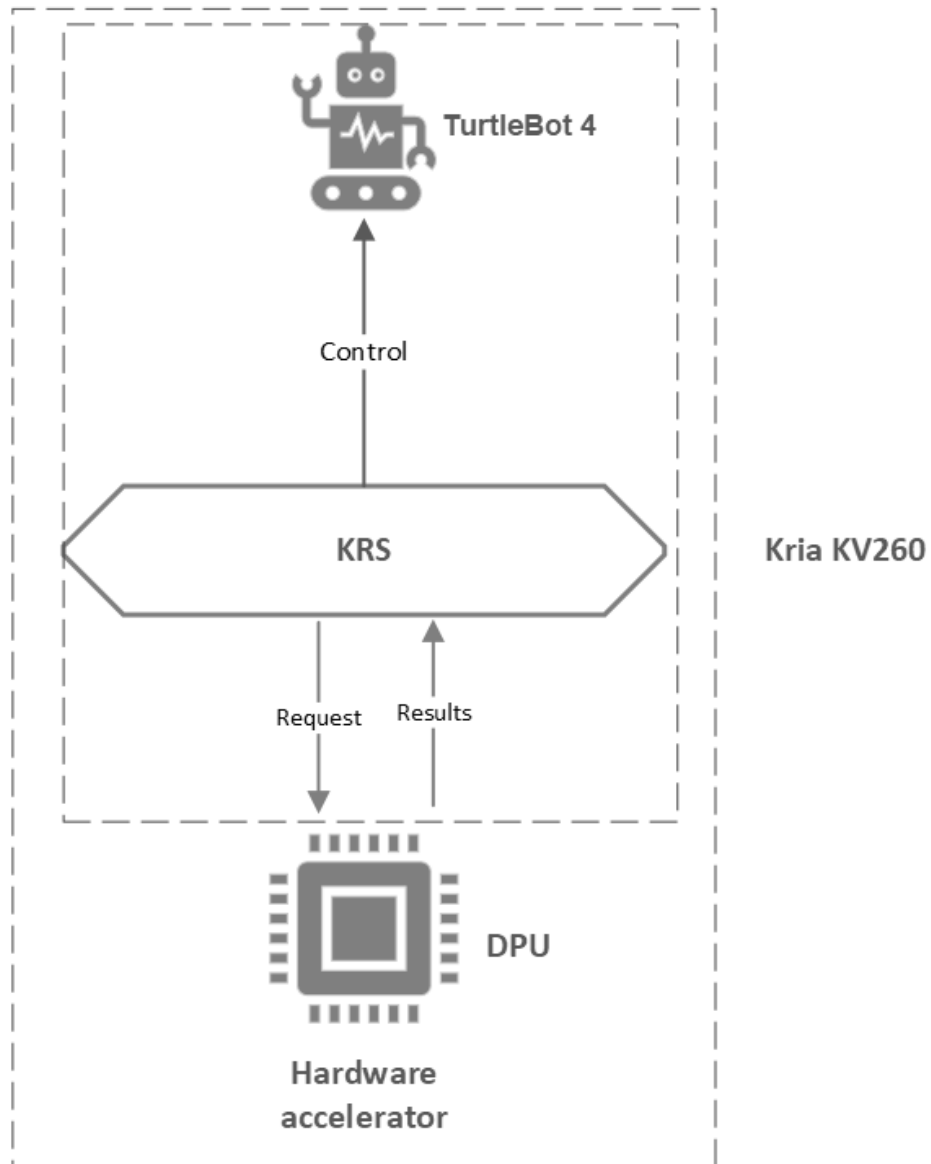 TurtleBot 4
Control
KRS
Kria KV260
Request
Results
DPU
Hardware
accelerator